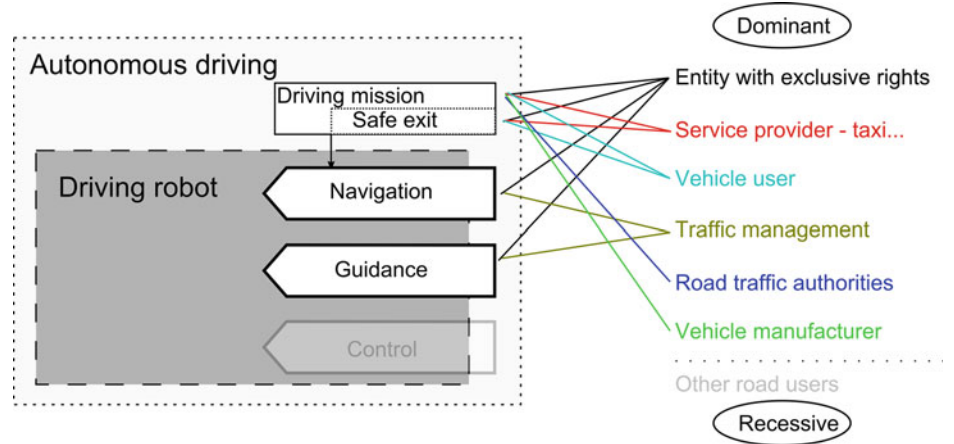 Dominant
Autonomous driving
Driving mission
Safe exit
Driving robot
Navigation
Guidance
Control
Entity with exclusive rights
Service provider - taxi...
Vehicle user
Traffic management
Road traffic authorities
Vehicle manufacturer
Other road users
Recessive